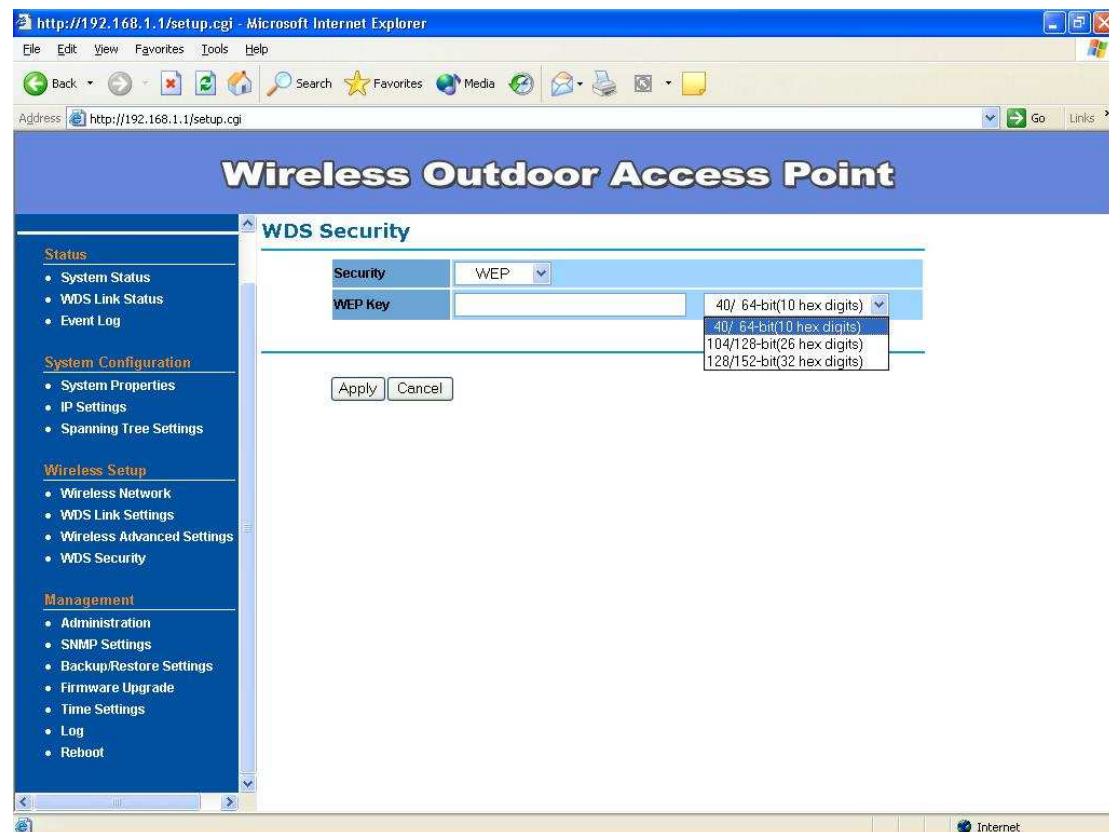 http://192.168.1.1/setup.cgi - Microsoft Internet Explorer
File Edit View Favorites Tools Help
Back Search Favorites Media
Address http://192.168.1.1/setup.cgi Go Links
Wireless Outdoor Access Point
Status
System Status
WDS Link Status
Event Log
System Configuration
System Properties
IP Settings
Spanning Tree Settings
Wireless Setup
Wireless Network
WDS Link Settings
Wireless Advanced Settings
WDS Security
Management
Administration
SNMP Settings
Backup/Restore Settings
Firmware Upgrade
Time Settings
Log
Reboot
WDS Security
Security WEP
WEP Key 40/ 64-bit(10 hex digits)
40/ 64-bit(10 hex digits)
104/128-bit(26 hex digits)
128/152-bit(32 hex digits)
Apply Cancel
Internet